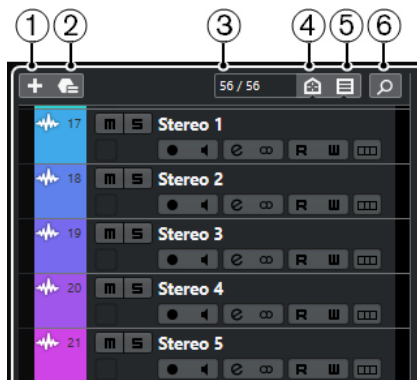 1 2 3 4 5 6
56 / 56
17 m S Stereo 1
e R W
18 m S Stereo 2
e R W
19 m S Stereo 3
e R W
20 m S Stereo 4
e R W
21 m S Stereo 5
e R W